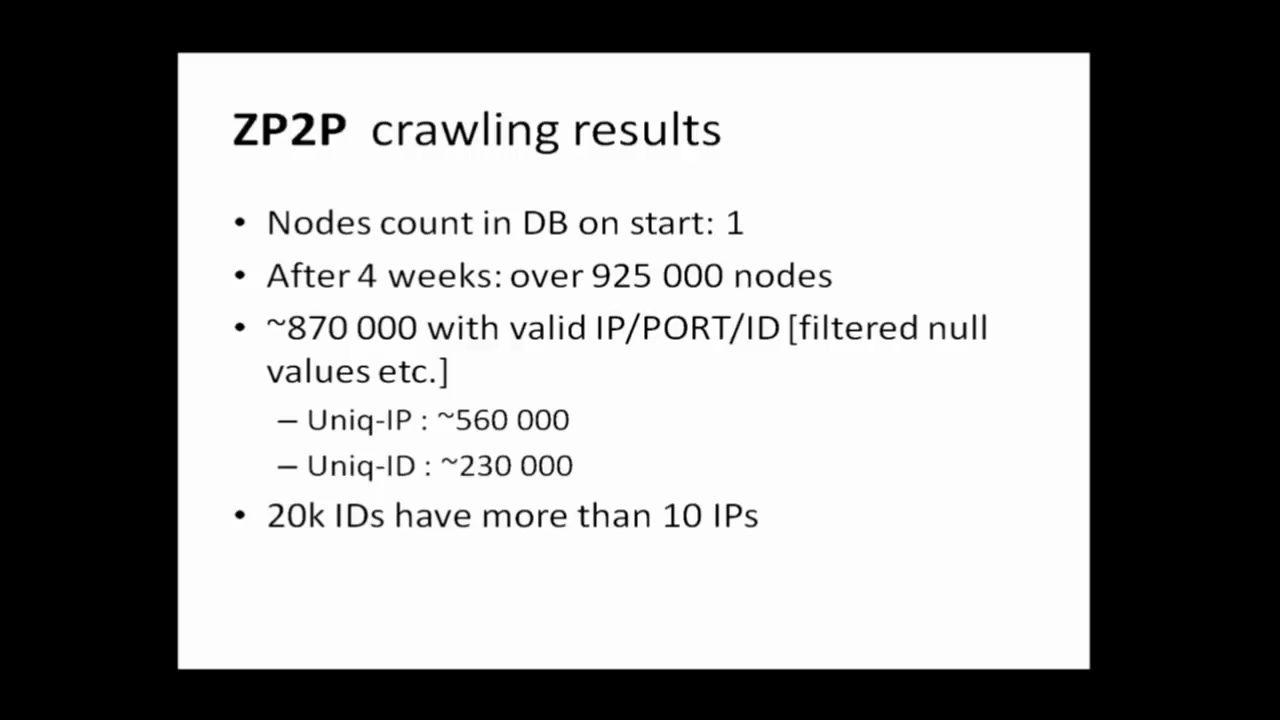 ZP2P crawling results
• Nodes count in DB on start: 1
• After 4 weeks: over 925 000 nodes
• ~870 000 with valid IP/PORT/ID [filtered null
values etc.]
– Uniq-IP : ~560 000
– Uniq-ID : ~230 000
• 20k IDs have more than 10 IPs